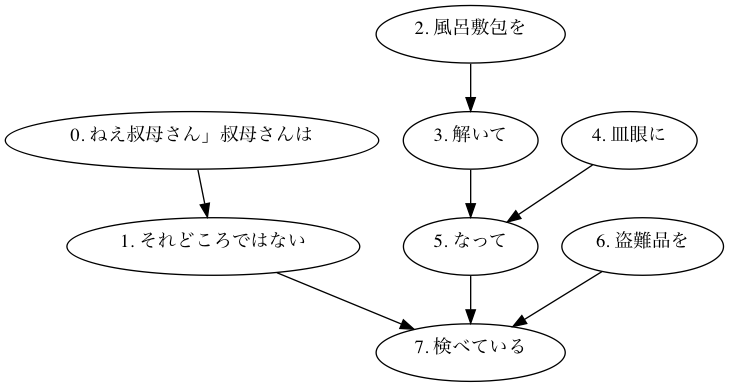 2. 風呂敷包を
0. ねえ叔母さん」叔母さんは
3. 解いて
4. 皿眼に
1. それどころではない
5. なって
6. 盗難品を
7. 検べている